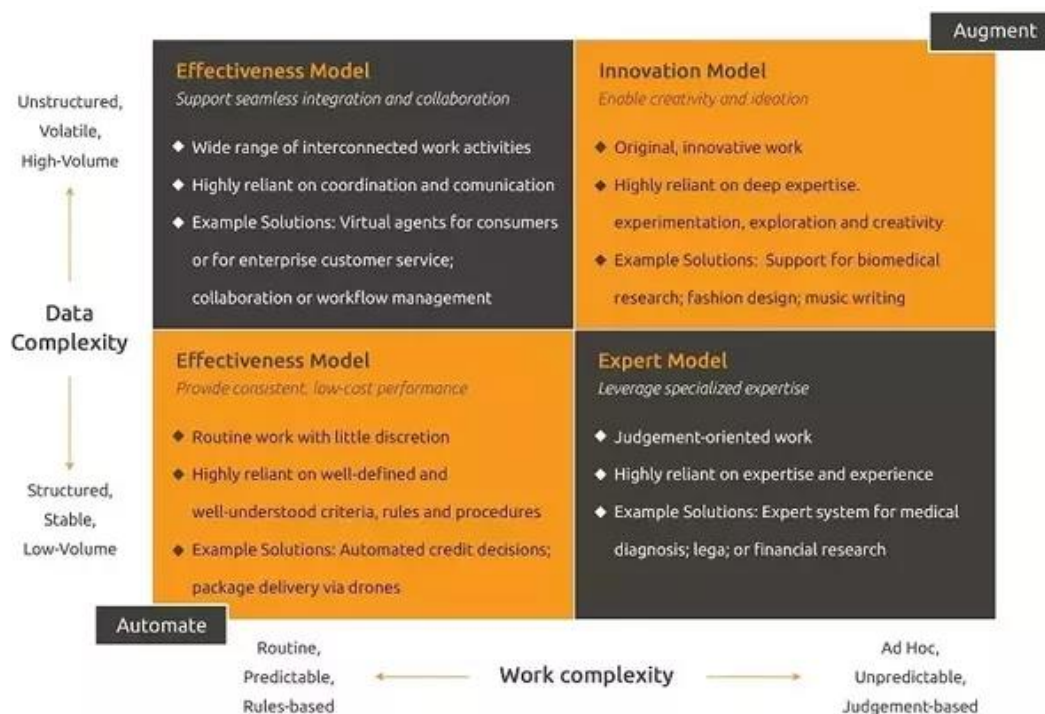 Augment
Effectiveness Model
Support seamless integration and collaboration
◆ Wide range of interconnected work activities
◆ Highly reliant on coordination and comunication
◆ Example Solutions: Virtual agents for consumers
or for enterprise customer service;
collaboration or workflow management
Innovation Model
Enable creativity and ideation
◆ Original, innovative work
◆ Highly reliant on deep expertise.
experimentation, exploration and creativity
◆ Example Solutions: Support for biomedical
research; fashion design; music writing
Unstructured,
Volatile,
High-Volume
Data
Complexity
Structured,
Stable,
Low-Volume
Effectiveness Model
Provide consistent, low-cost performance
◆ Routine work with little discretion
◆ Highly reliant on well-defined and
well-understood criteria, rules and procedures
◆ Example Solutions: Automated credit decisions;
package delivery via drones
Expert Model
Leverage specialized expertise
◆ Judgement-oriented work
◆ Highly reliant on expertise and experience
◆ Example Solutions: Expert system for medical
diagnosis; lega; or financial research
Automate
Routine,
Predictable,
Rules-based
Work complexity
Ad Hoc,
Unpredictable,
Judgement-based